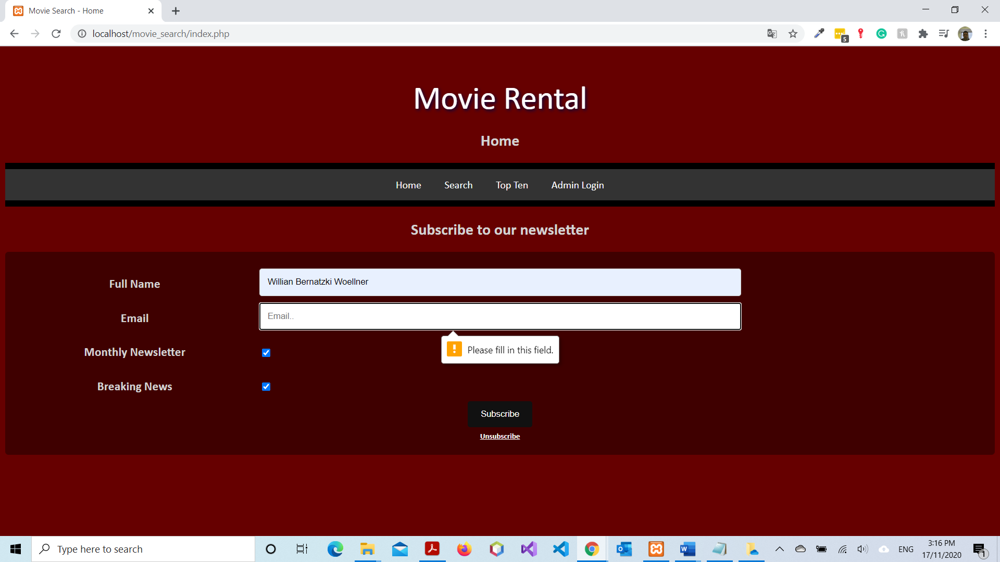 Movie Search - Home
localhost/movie_search/index.php
5
Movie Rental
Home
Home Search Top Ten Admin Login
Subscribe to our newsletter
Full Name Willian Bernatzki Woellner
Email Email..
Please fill in this field.
Monthly Newsletter
Breaking News
Subscribe
Unsubscribe
Type here to search
ENG
3:16 PM
17/11/2020
1